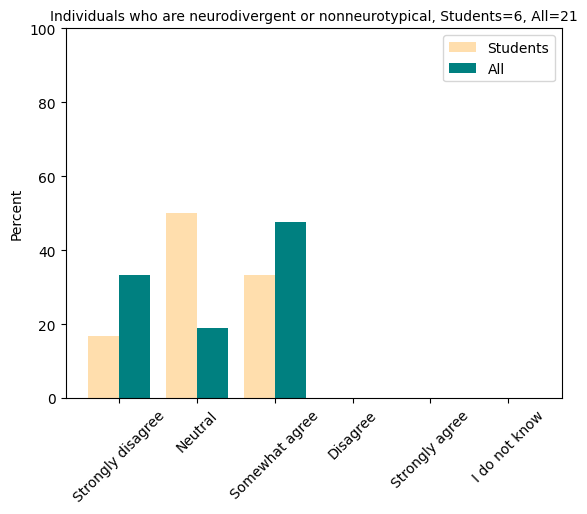 Individuals who are neurodivergent or nonneurotypical, Students=6, All=21
100
80
60
40
20
0
Percent
Students
All
Strongly disagree
Neutral
Somewhat agree
Disagree
Strongly agree
I do not know